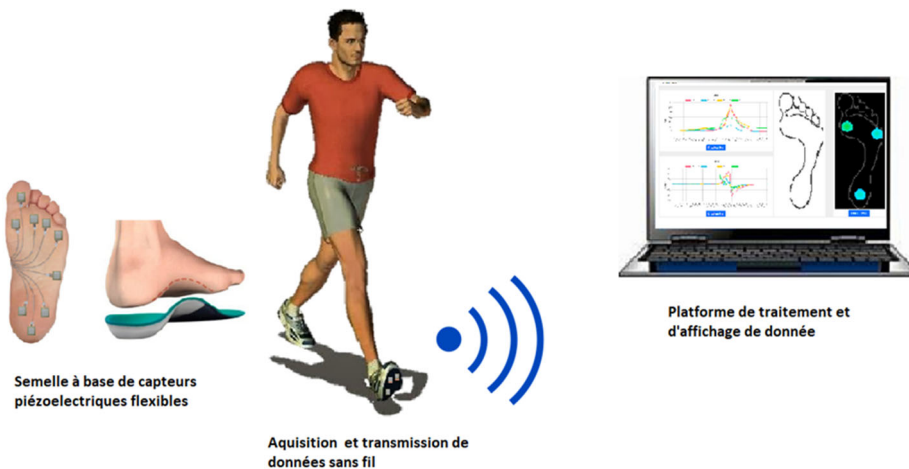 Semelle à base de capteurs
piézoelectriques flexibles
Aquisition et transmission de
données sans fil
Platforme de traitement et
d'affichage de donnée